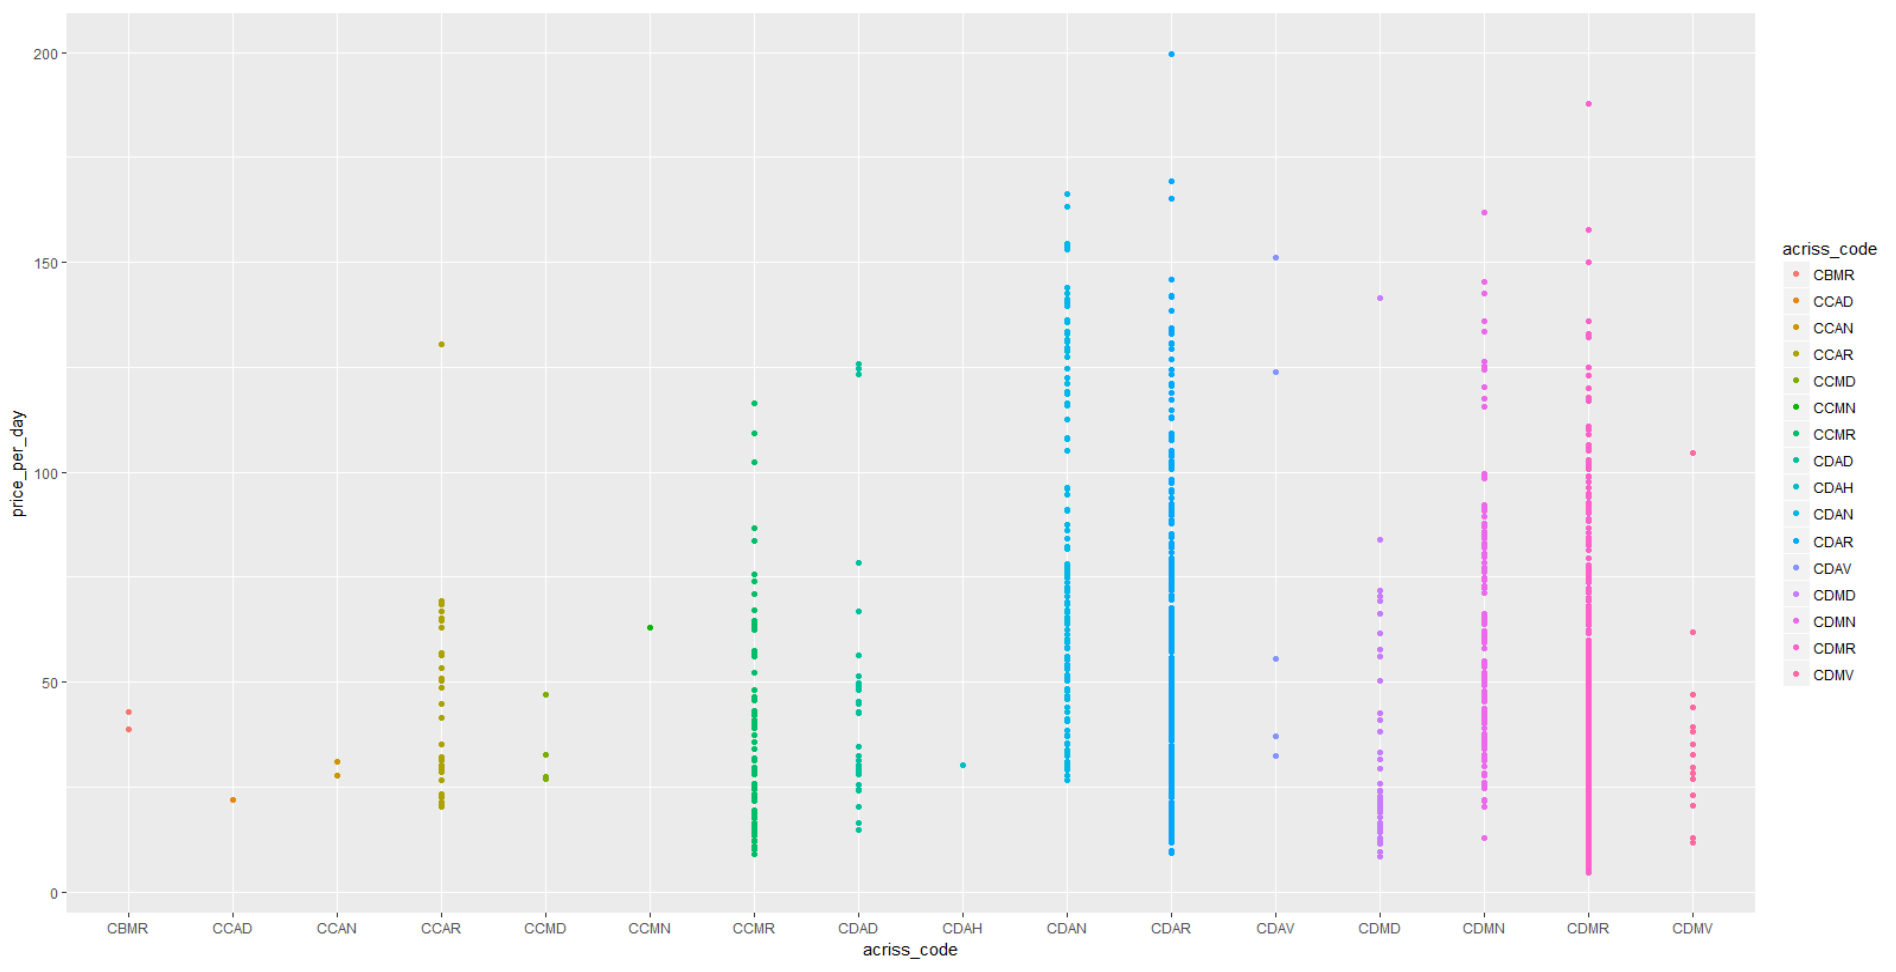 200
150
100
50
0
price_per_day
CBMR CCAD CCAN CCAR CCMD CCMN CCMR CDAD CDAH CDAN CDAR CDAV CDMD CDMN CDMR CDMV
acriss_code
acriss_code
CBMR
CCAD
CCAN
CCAR
CCMD
CCMN
CCMR
CDAD
CDAH
CDAN
CDAR
CDAV
CDMD
CDMN
CDMR
CDMV